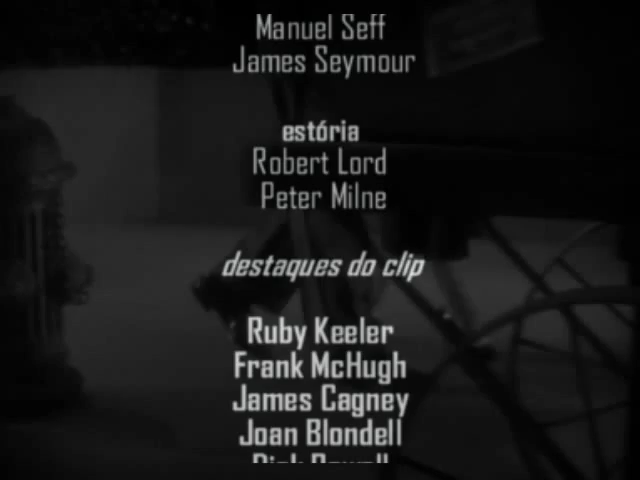 Manuel Seff
James Seymour
estória
Robert Lord
Peter Milne
destaques do clip
Ruby Keeler
Frank McHugh
James Cagney
Joan Blondell